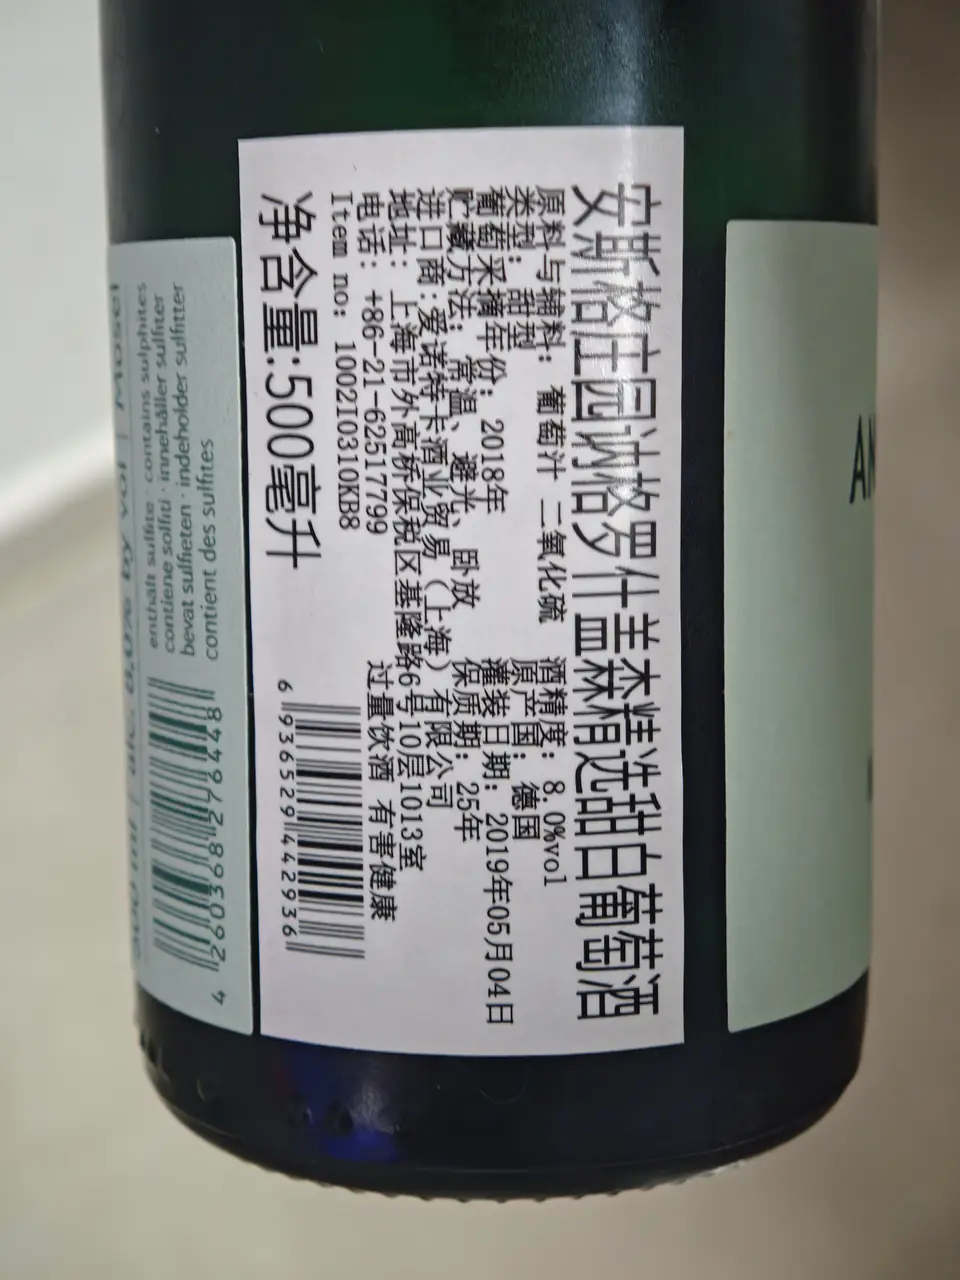 安斯格庄园讷格罗什盖森精选甜白葡萄酒
原料与辅料: 葡萄汁 二氧化硫 酒精度: 8.0%vol
类型: 甜型 原产国: 德国
葡萄采摘年份: 2018年 灌装日期: 2019年05月04日
贮藏方法: 常温、避光、卧放 保质期: 25年
进口商:爱诺特卡酒业贸易（上海）有限公司
地址: 上海市外高桥保税区基隆路6号10层1013室
电话: +86-21-62517799 过量饮酒 有害健康
Item no: 1002I0310KB8
净含量:500毫升
6 936529 442936
500 ml | alc. 8,0% by vol | Mosel
enthält sulfite · contains sulphites
contiene solfiti · innehåller sulfiter
bevat sulfieten · indeholder sulfitter
contient des sulfites
4 260368 276448
AN